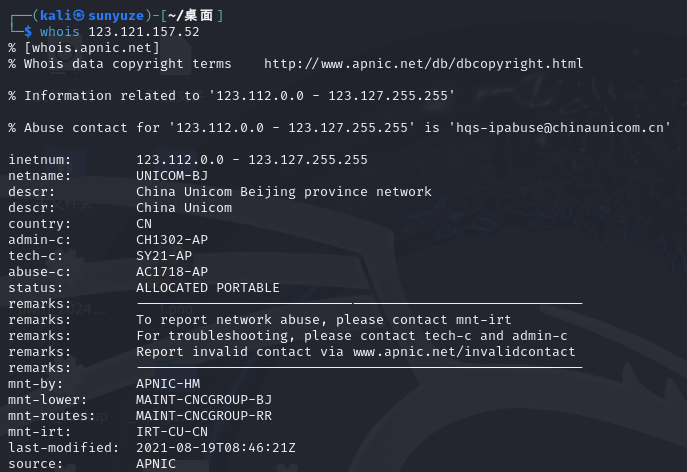 ┌──(kali㉿sunyuze)-[~/桌面]
└─$ whois 123.121.157.52
% [whois.apnic.net]
% Whois data copyright terms    http://www.apnic.net/db/dbcopyright.html

% Information related to '123.112.0.0 - 123.127.255.255'

% Abuse contact for '123.112.0.0 - 123.127.255.255' is 'hqs-ipabuse@chinaunicom.cn'

inetnum:        123.112.0.0 - 123.127.255.255
netname:        UNICOM-BJ
descr:          China Unicom Beijing province network
descr:          China Unicom
country:        CN
admin-c:        CH1302-AP
tech-c:         SY21-AP
abuse-c:        AC1718-AP
status:         ALLOCATED PORTABLE
remarks:        --------------------------------------------------------
remarks:        To report network abuse, please contact mnt-irt
remarks:        For troubleshooting, please contact tech-c and admin-c
remarks:        Report invalid contact via www.apnic.net/invalidcontact
remarks:        --------------------------------------------------------
mnt-by:         APNIC-HM
mnt-lower:      MAINT-CNCGROUP-BJ
mnt-routes:     MAINT-CNCGROUP-RR
mnt-irt:        IRT-CU-CN
last-modified:  2021-08-19T08:46:21Z
source:         APNIC